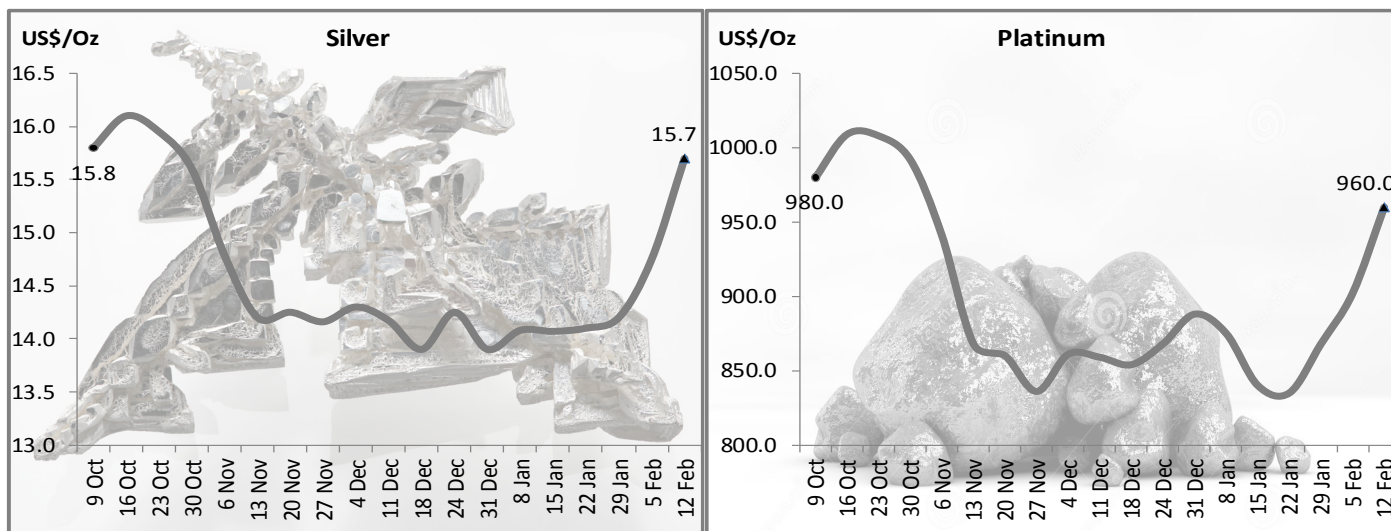 US$/Oz
Silver
16.5
16.0
15.5
15.0
14.5
14.0
13.5
13.0
15.8
15.7
9 Oct
16 Oct
23 Oct
30 Oct
6 Nov
13 Nov
20 Nov
27 Nov
4 Dec
11 Dec
18 Dec
24 Dec
31 Dec
8 Jan
15 Jan
22 Jan
29 Jan
5 Feb
12 Feb
US$/Oz
Platinum
1050.0
1000.0
950.0
900.0
850.0
800.0
980.0
960.0
9 Oct
16 Oct
23 Oct
30 Oct
6 Nov
13 Nov
20 Nov
27 Nov
4 Dec
11 Dec
18 Dec
24 Dec
31 Dec
8 Jan
15 Jan
22 Jan
29 Jan
5 Feb
12 Feb